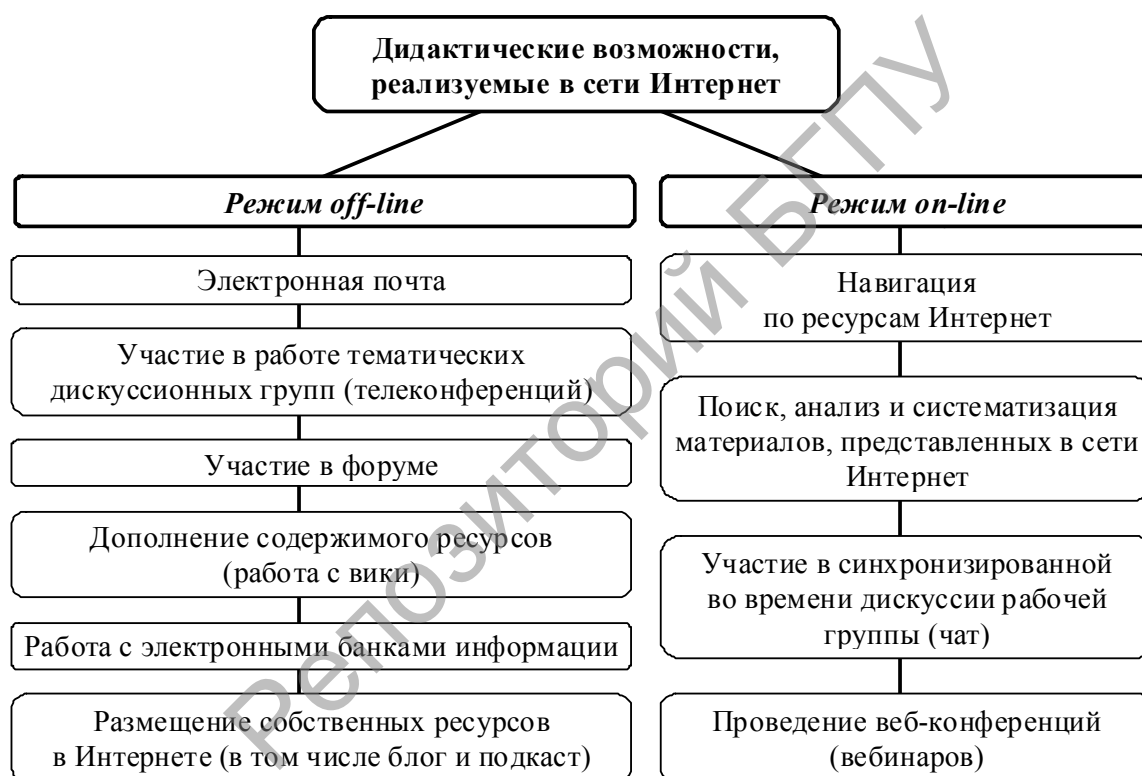 Дидактические возможности,
реализуемые в сети Интернет
Режим off-line
Электронная почта
Участие в работе тематических
дискуссионных групп (телеконференций)
Участие в форуме
Дополнение содержимого ресурсов
(работа с вики)
Работа с электронными банками информации
Размещение собственных ресурсов
в Интернете (в том числе блог и подкаст)
Режим on-line
Навигация
по ресурсам Интернет
Поиск, анализ и систематизация
материалов, представленных в сети
Интернет
Участие в синхронизированной
во времени дискуссии рабочей
группы (чат)
Проведение веб-конференций
(вебинаров)
Репозиторий БГПУ